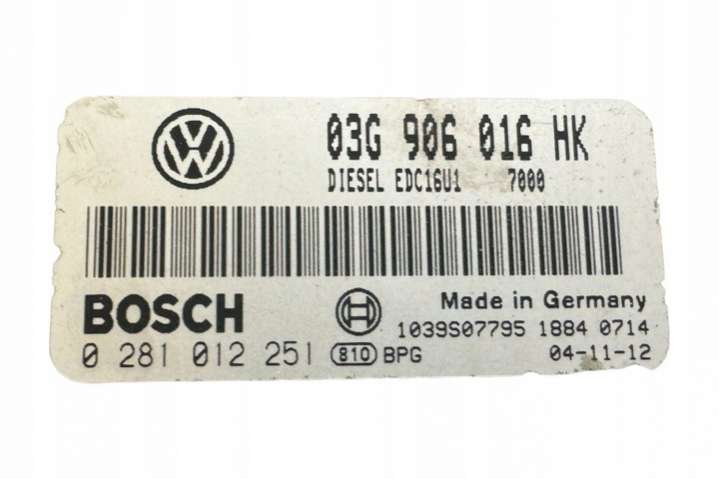 03G 906 016 HK
DIESEL EDC16U1 7000
BOSCH
Made in Germany
1039S07795 1884 0714
0 281 012 251 810 BPG 04-11-12